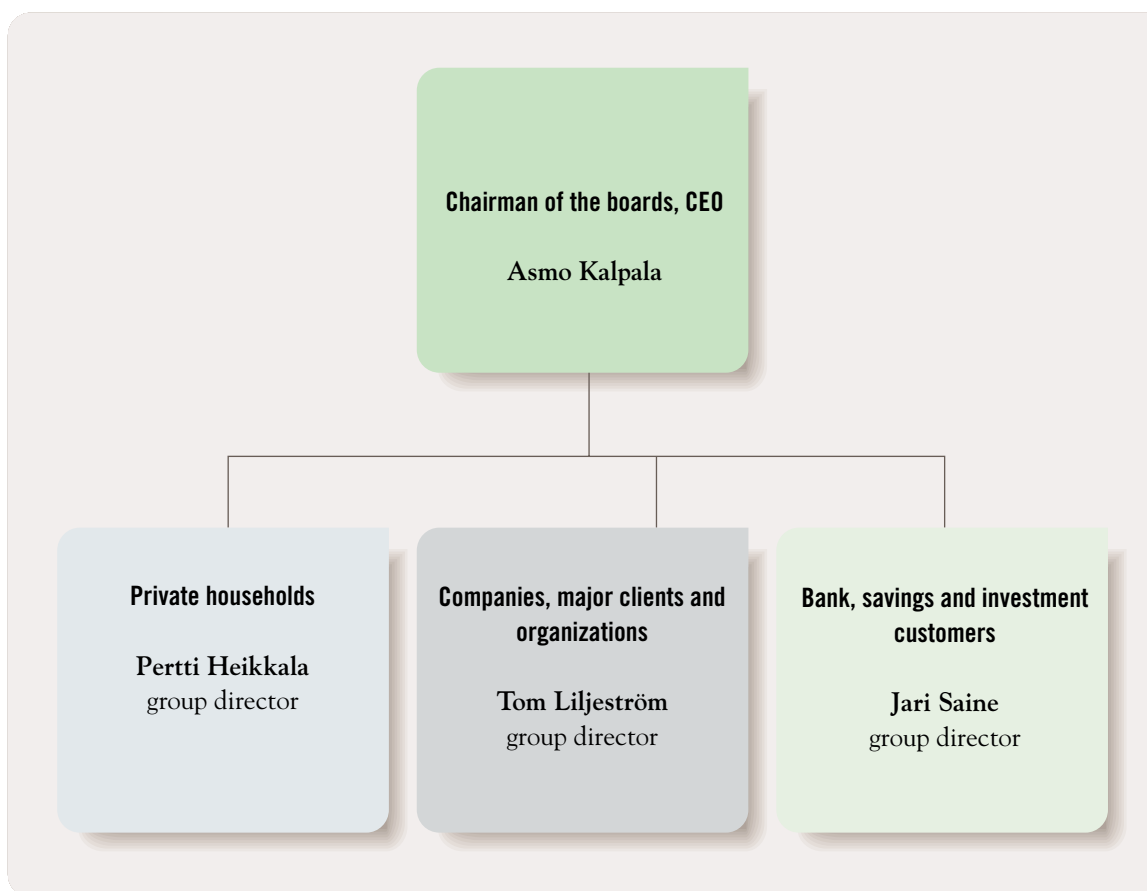 Chairman of the boards, CEO
Asmo Kalpala
Private households
Pertti Heikkala
group director
Companies, major clients and
organizations
Tom Liljeström
group director
Bank, savings and investment
customers
Jari Saine
group director